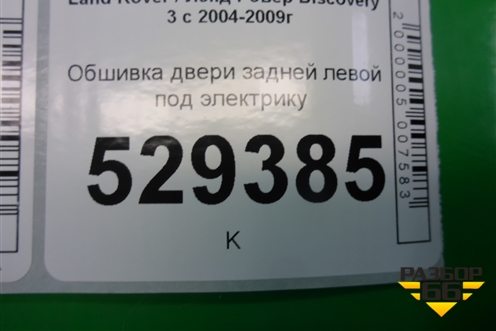 Land Rover / Ленд Ровер Discovery
3 с 2004-2009г
Обшивка двери задней левой
под электрику
529385
К
2000005007583
РАЗБОР
66